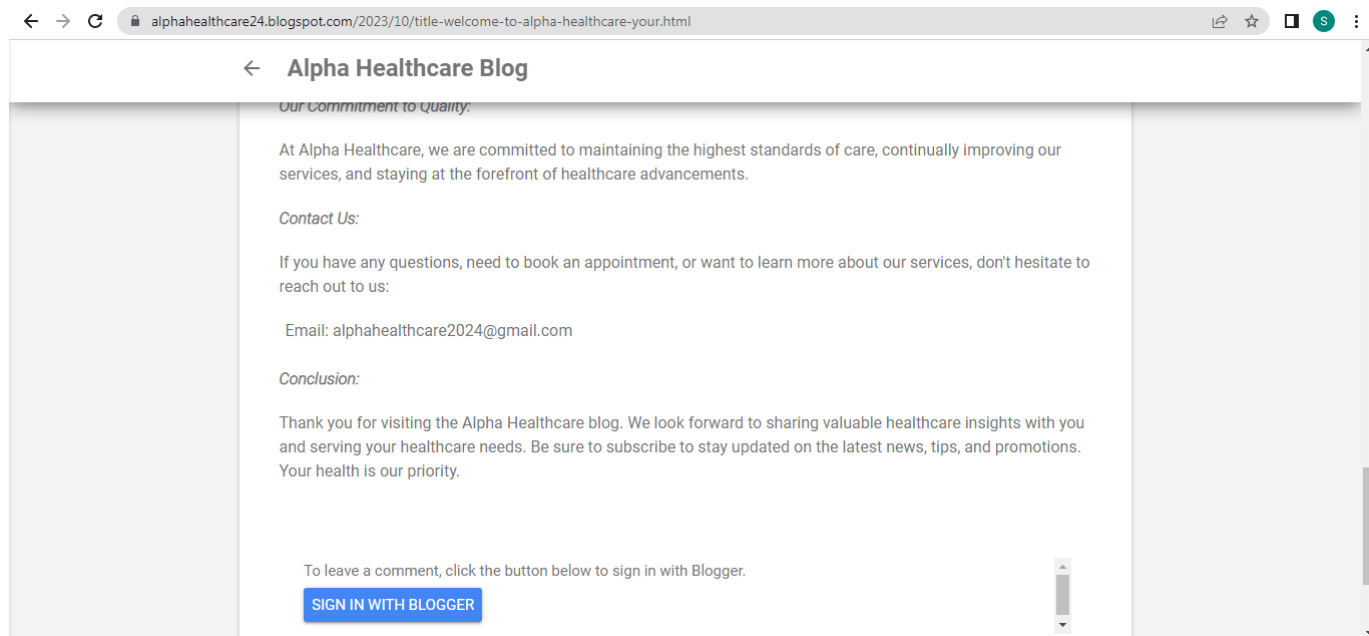 alphahealthcare24.blogspot.com/2023/10/title-welcome-to-alpha-healthcare-your.html
S
Alpha Healthcare Blog
Our Commitment to Quality:
At Alpha Healthcare, we are committed to maintaining the highest standards of care, continually improving our
services, and staying at the forefront of healthcare advancements.
Contact Us:
If you have any questions, need to book an appointment, or want to learn more about our services, don't hesitate to
reach out to us:
Email: alphahealthcare2024@gmail.com
Conclusion:
Thank you for visiting the Alpha Healthcare blog. We look forward to sharing valuable healthcare insights with you
and serving your healthcare needs. Be sure to subscribe to stay updated on the latest news, tips, and promotions.
Your health is our priority.
To leave a comment, click the button below to sign in with Blogger.
SIGN IN WITH BLOGGER